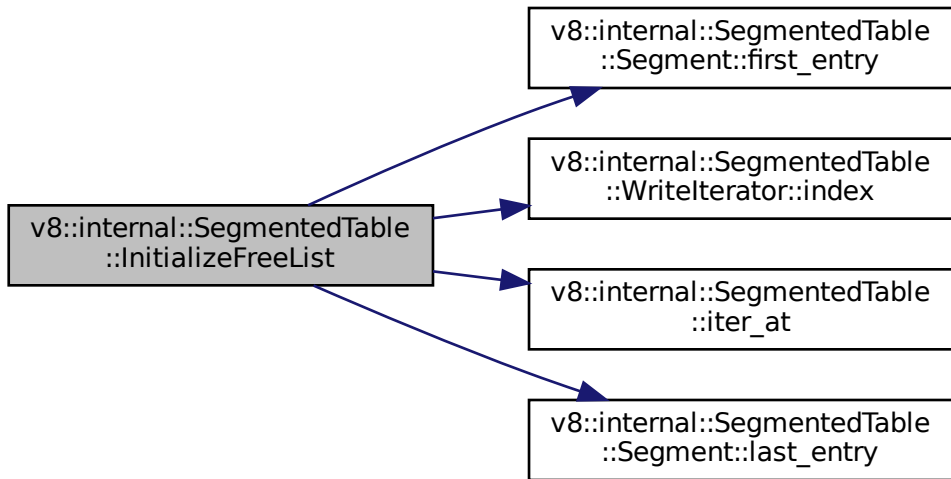 v8::internal::SegmentedTable
::Segment::first_entry
v8::internal::SegmentedTable
::WriteIterator::index
v8::internal::SegmentedTable
::InitializeFreeList
v8::internal::SegmentedTable
::iter_at
v8::internal::SegmentedTable
::Segment::last_entry